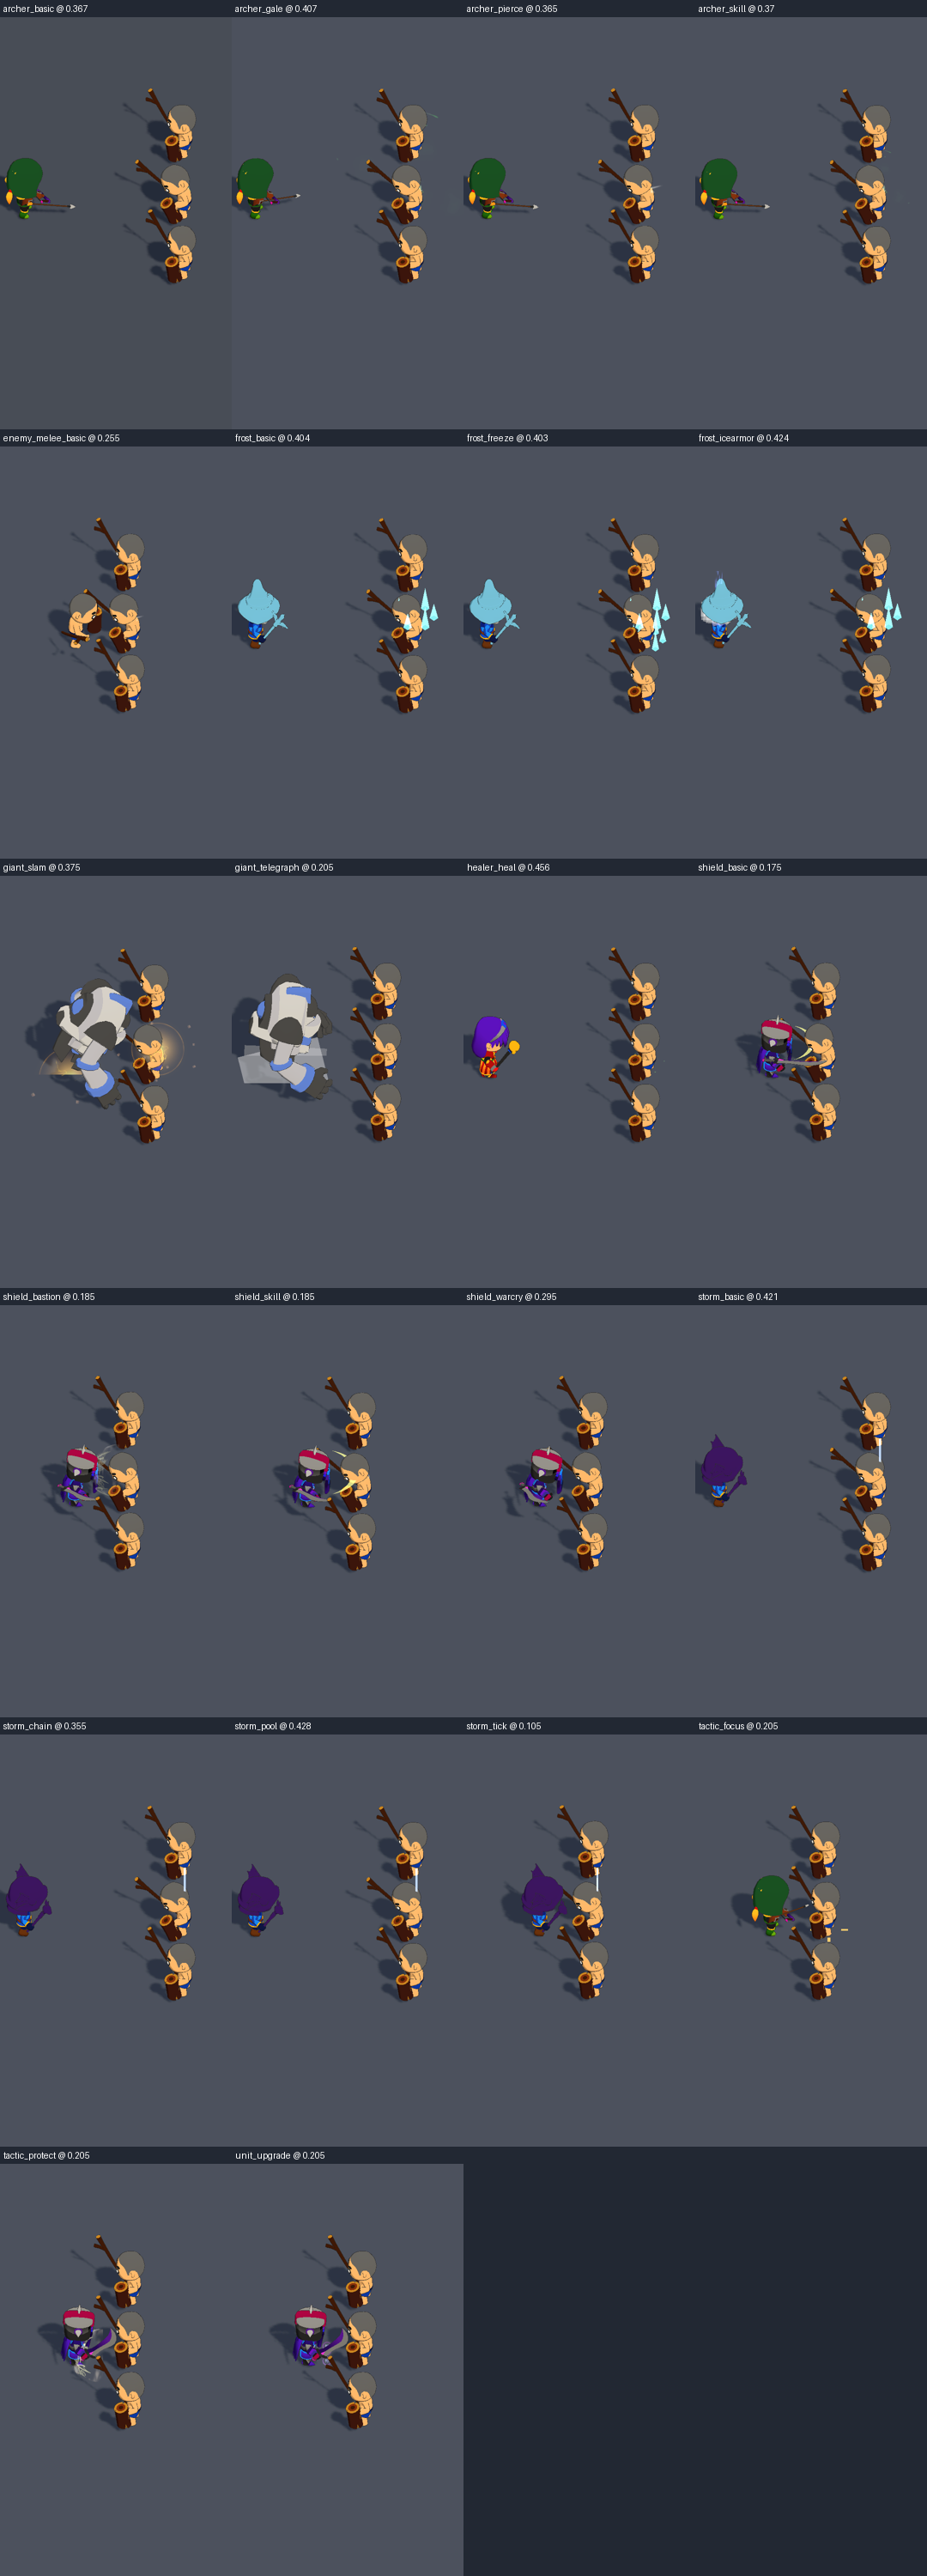 archer_basic @ 0.367
archer_gale @ 0.407
archer_pierce @ 0.365
archer_skill @ 0.37
enemy_melee_basic @ 0.255
frost_basic @ 0.404
frost_freeze @ 0.403
frost_icearmor @ 0.424
giant_slam @ 0.375
giant_telegraph @ 0.205
healer_heal @ 0.456
shield_basic @ 0.175
shield_bastion @ 0.185
shield_skill @ 0.185
shield_warcry @ 0.295
storm_basic @ 0.421
storm_chain @ 0.355
storm_pool @ 0.428
storm_tick @ 0.105
tactic_focus @ 0.205
tactic_protect @ 0.205
unit_upgrade @ 0.205